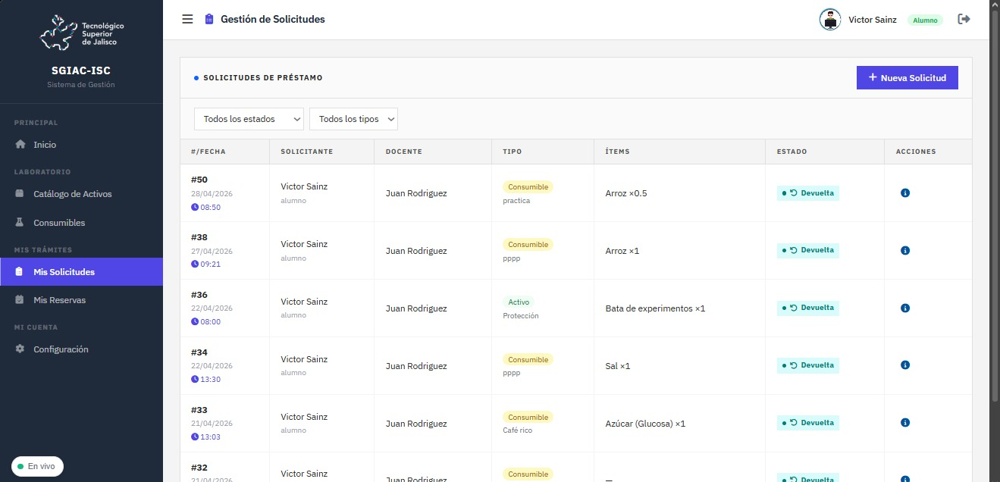 Tecnológico
Superior
de Jalisco
SGIAC-ISC
Sistema de Gestión
PRINCIPAL
Inicio
LABORATORIO
Catálogo de Activos
Consumibles
MIS TRÁMITES
Mis Solicitudes
Mis Reservas
MI CUENTA
Configuración
En vivo
Gestión de Solicitudes
Victor Sainz
Alumno
SOLICITUDES DE PRÉSTAMO
+ Nueva Solicitud
Todos los estados
Todos los tipos
#/FECHA SOLICITANTE DOCENTE TIPO ÍTEMS ESTADO ACCIONES
#50
28/04/2026
08:50
Victor Sainz
alumno
Juan Rodriguez
Consumible
practica
Arroz ×0.5
Devuelta
#38
27/04/2026
09:21
Victor Sainz
alumno
Juan Rodriguez
Consumible
pppp
Arroz ×1
Devuelta
#36
22/04/2026
08:00
Victor Sainz
alumno
Juan Rodriguez
Activo
Protección
Bata de experimentos ×1
Devuelta
#34
22/04/2026
13:30
Victor Sainz
alumno
Juan Rodriguez
Consumible
pppp
Sal ×1
Devuelta
#33
21/04/2026
13:03
Victor Sainz
alumno
Juan Rodriguez
Consumible
Café rico
Azúcar (Glucosa) ×1
Devuelta
#32
21/04/2026
Victor Sainz
Juan Rodriguez
Consumible
—
Devuelta